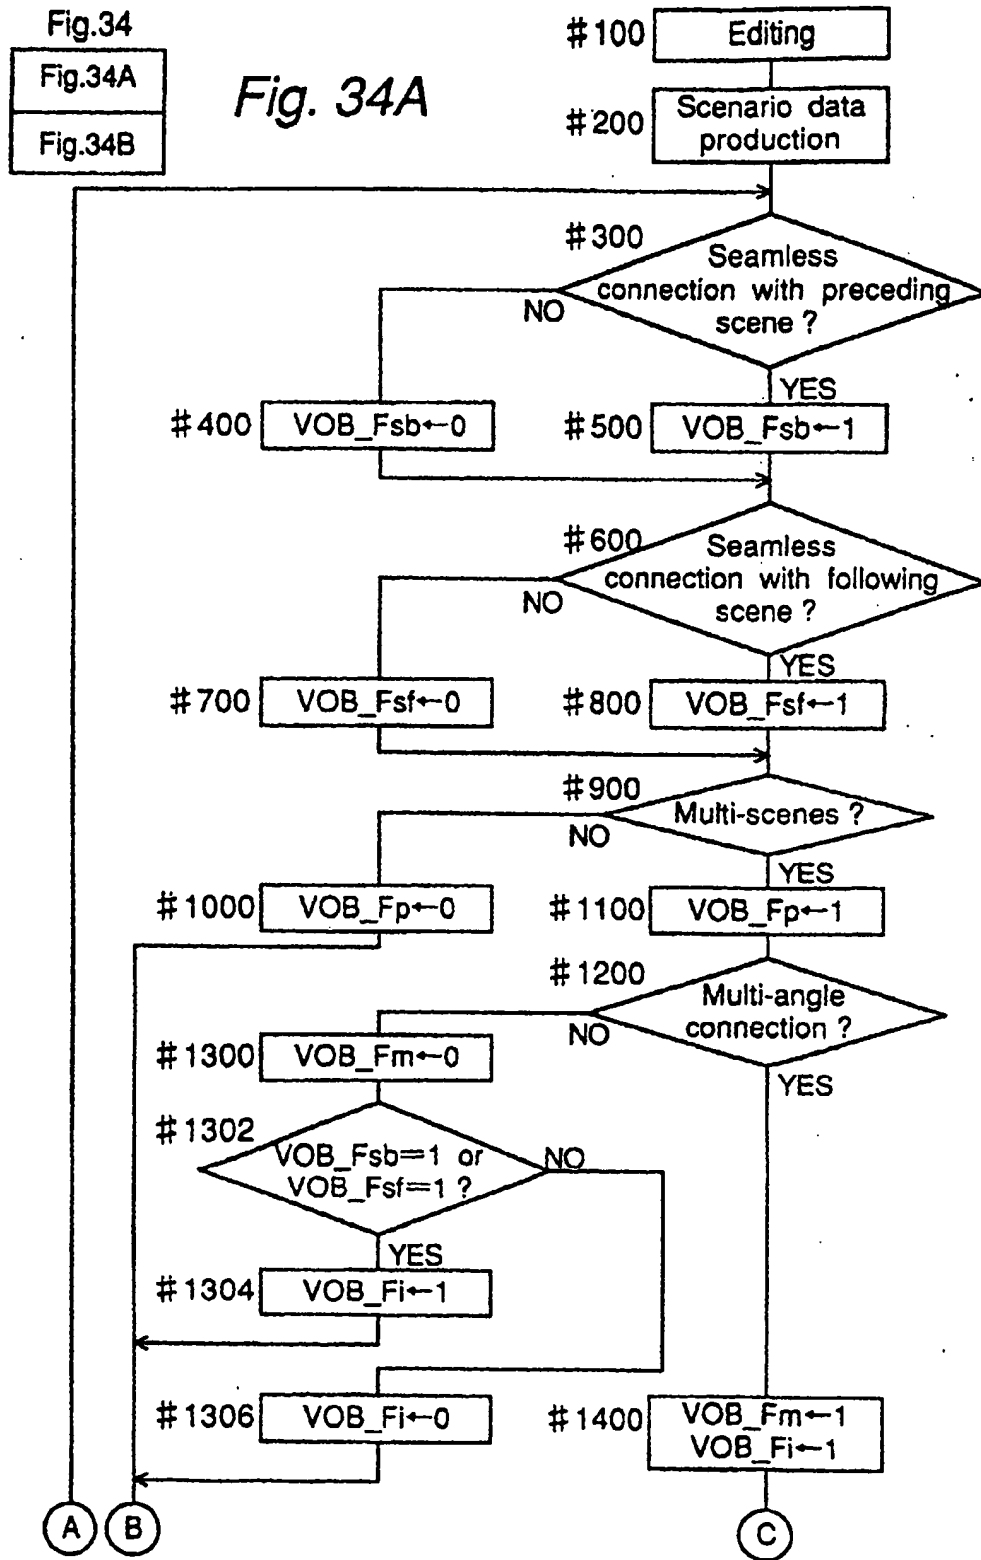 Fig.34
Fig.34A
Fig.34B
Fig. 34A
#100
Editing
#200
Scenario data
production
#300
Seamless
connection with preceding
scene ?
NO
YES
#400
VOB_Fsb←0
#500
VOB_Fsb←1
#600
Seamless
connection with following
scene ?
NO
YES
#700
VOB_Fsf←0
#800
VOB_Fsf←1
#900
Multi-scenes ?
NO
YES
#1000
VOB_Fp←0
#1100
VOB_Fp←1
#1200
Multi-angle
connection ?
NO
YES
#1300
VOB_Fm←0
#1302
VOB_Fsb=1 or
VOB_Fsf=1 ?
NO
YES
#1304
VOB_Fi←1
#1306
VOB_Fi←0
#1400
VOB_Fm←1
VOB_Fi←1
A
B
C